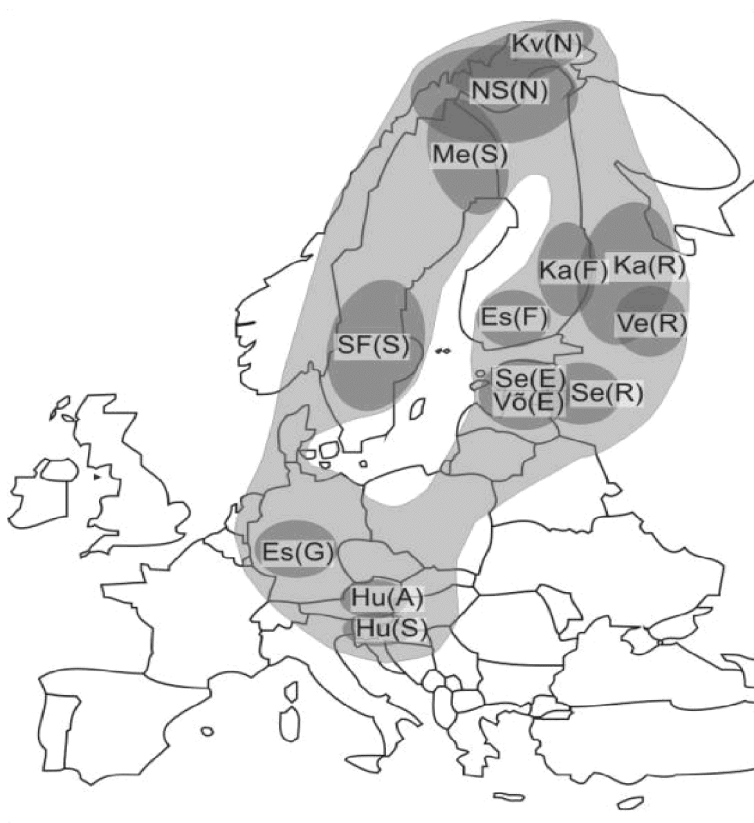 Kv(N)
NS(N)
Me(S)
Ka(F)
Ka(R)
Es(F)
Ve(R)
SF(S)
Se(E)
Võ(E)
Se(R)
Es(G)
Hu(A)
Hu(S)